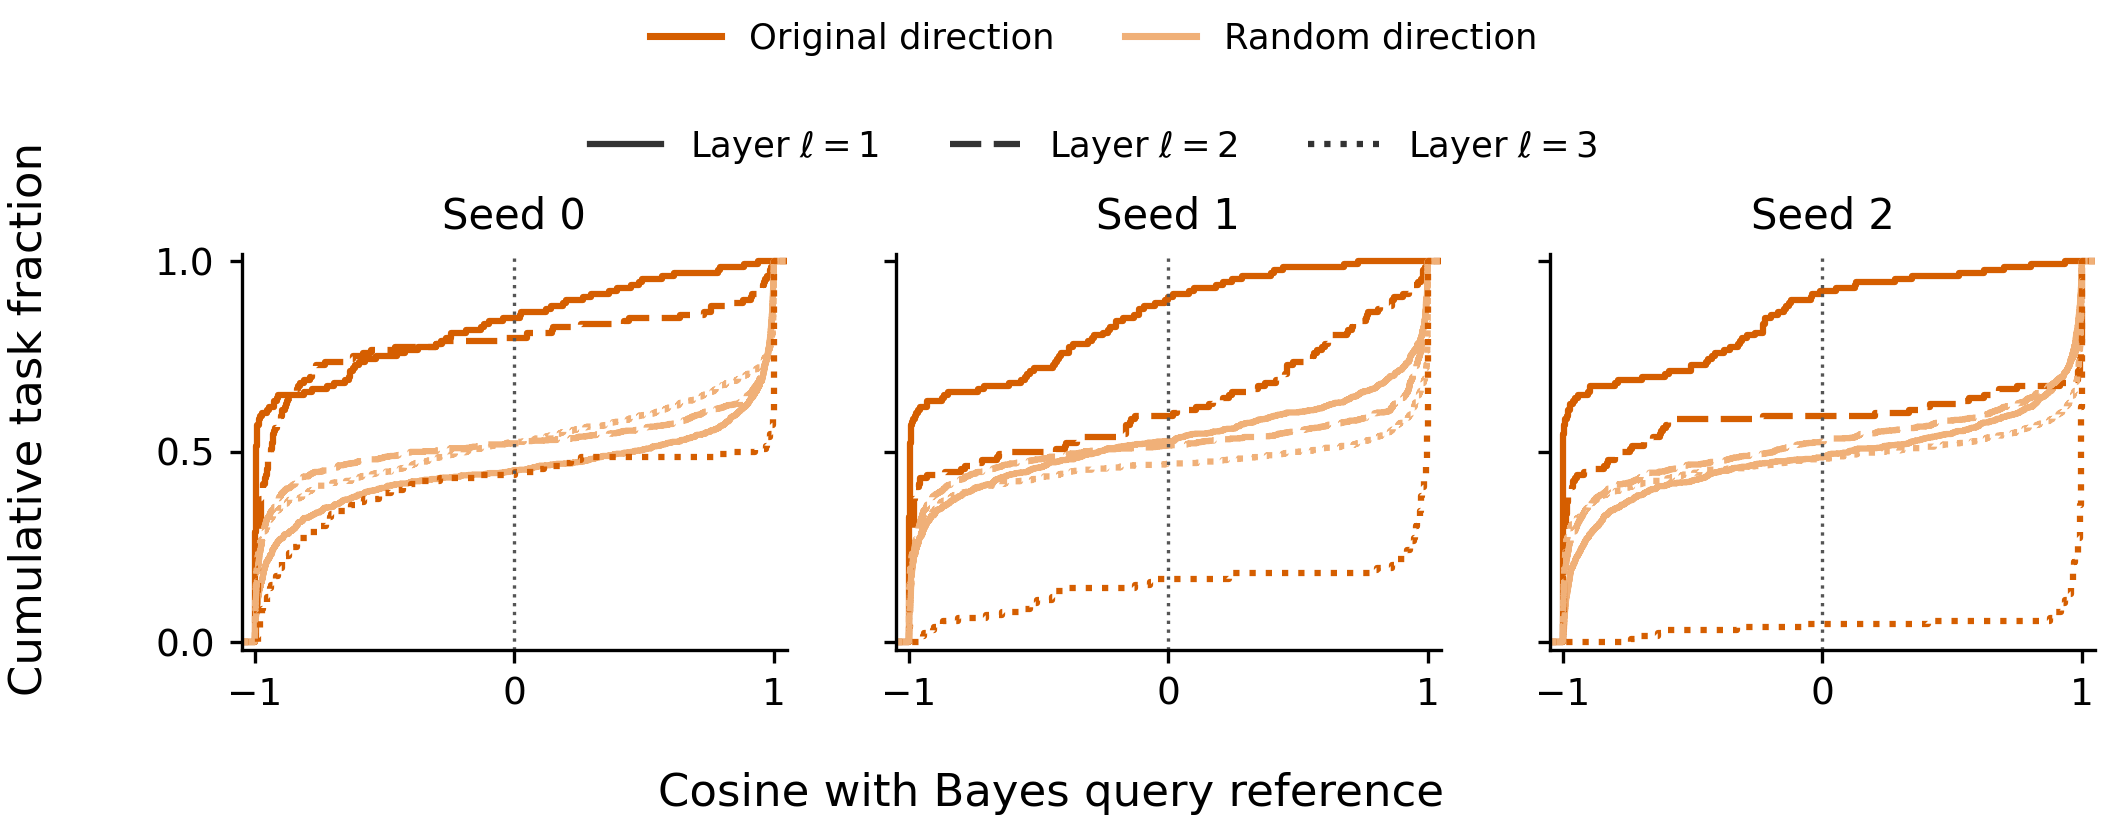 Original direction Random direction
Layer ℓ = 1 Layer ℓ = 2 Layer ℓ = 3
Seed 0 Seed 1 Seed 2
Cumulative task fraction
1.0
0.5
0.0
−1 0 1 −1 0 1 −1 0 1
Cosine with Bayes query reference